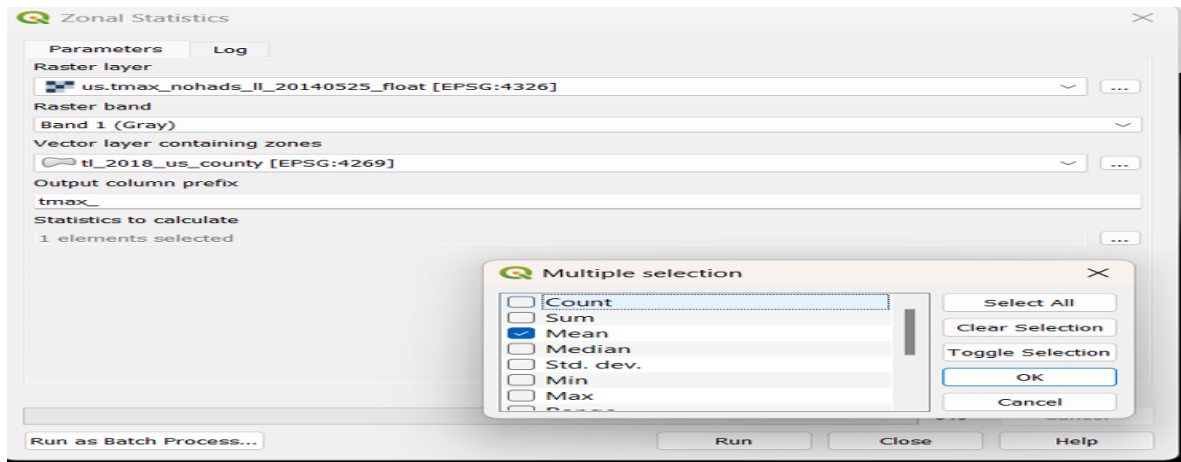 Zonal Statistics
Parameters Log
Raster layer
us.tmax_nohads_ll_20140525_float [EPSG:4326]
...
Raster band
Band 1 (Gray)
Vector layer containing zones
tl_2018_us_county [EPSG:4269]
...
Output column prefix
tmax_
Statistics to calculate
1 elements selected
...
Multiple selection
Count
Sum
Mean
Median
Std. dev.
Min
Max
Select All
Clear Selection
Toggle Selection
OK
Cancel
Run as Batch Process...
Run
Close
Help